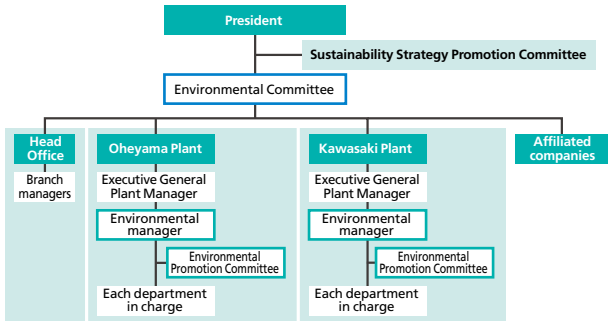 President
Sustainability Strategy Promotion Committee
Environmental Committee
Head
Office
Oheyama Plant
Kawasaki Plant
Affiliated
companies
Branch
managers
Executive General
Plant Manager
Executive General
Plant Manager
Environmental
manager
Environmental
manager
Environmental
Promotion Committee
Environmental
Promotion Committee
Each department
in charge
Each department
in charge